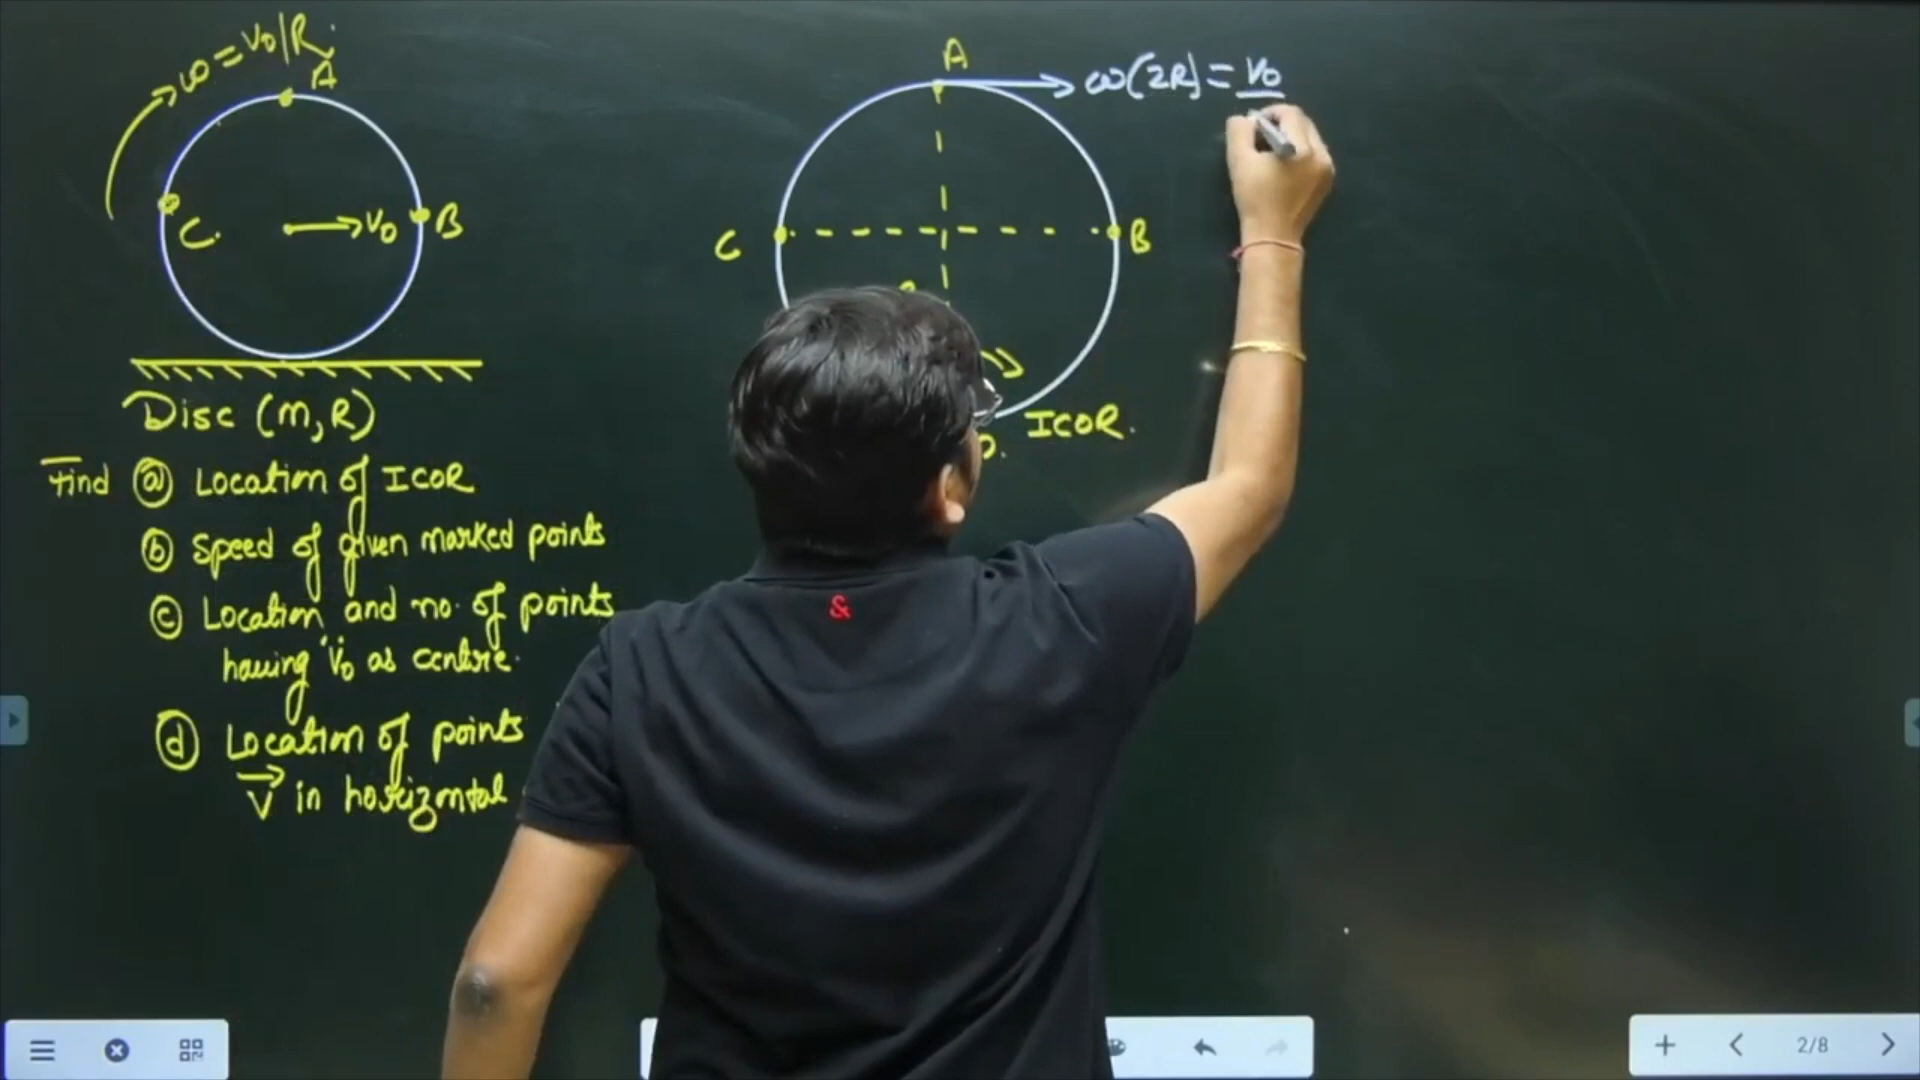 ω = V0/R
A
C
V0
B
Disc (M,R)
Find (a) Location of ICOR
(b) Speed of given marked points
(c) Location and no. of points
having V0 as centre.
(d) Location of points
V in horizontal
A
ω(2R) = V0
C
B
ICOR.
&
2/8